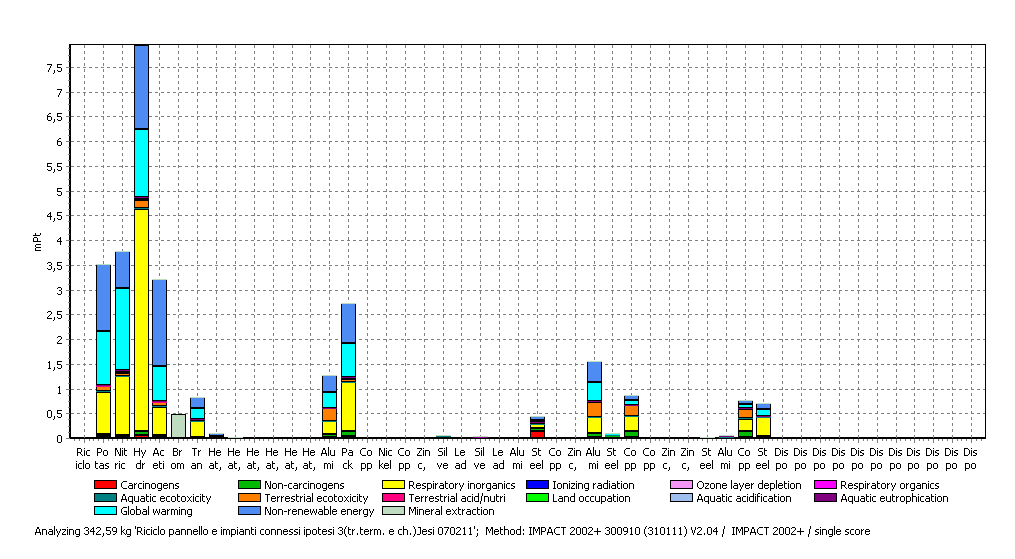 7,5
7
6,5
6
5,5
5
4,5
4
3,5
3
2,5
2
1,5
1
0,5
0
mPt
Ric Po Nit Hy Ac Br Tr He He He He He He Alu Pa Co Nic Co Zin Sil Le Sil Le Alu St Co Zin Alu St Co Zin Zin St Alu Co St Dis Dis Dis Dis Dis Dis Dis Dis Dis Dis Dis Dis
iclo tas ric dr eti om an at, at, at, at, at, at, mi ck pp kel pp c, ve ad ve ad mi eel pp c, mi eel pp c, c, eel mi pp eel po po po po po po po po po po po po
Carcinogens Non-carcinogens Respiratory inorganics Ionizing radiation Ozone layer depletion Respiratory organics
Aquatic ecotoxicity Terrestrial ecotoxicity Terrestrial acid/nutri Land occupation Aquatic acidification Aquatic eutrophication
Global warming Non-renewable energy Mineral extraction
Analyzing 342,59 kg 'Riciclo pannello e impianti connessi ipotesi 3(tr.term. e ch.)Jesi 070211'; Method: IMPACT 2002+ 300910 (310111) V2.04 / IMPACT 2002+ / single score